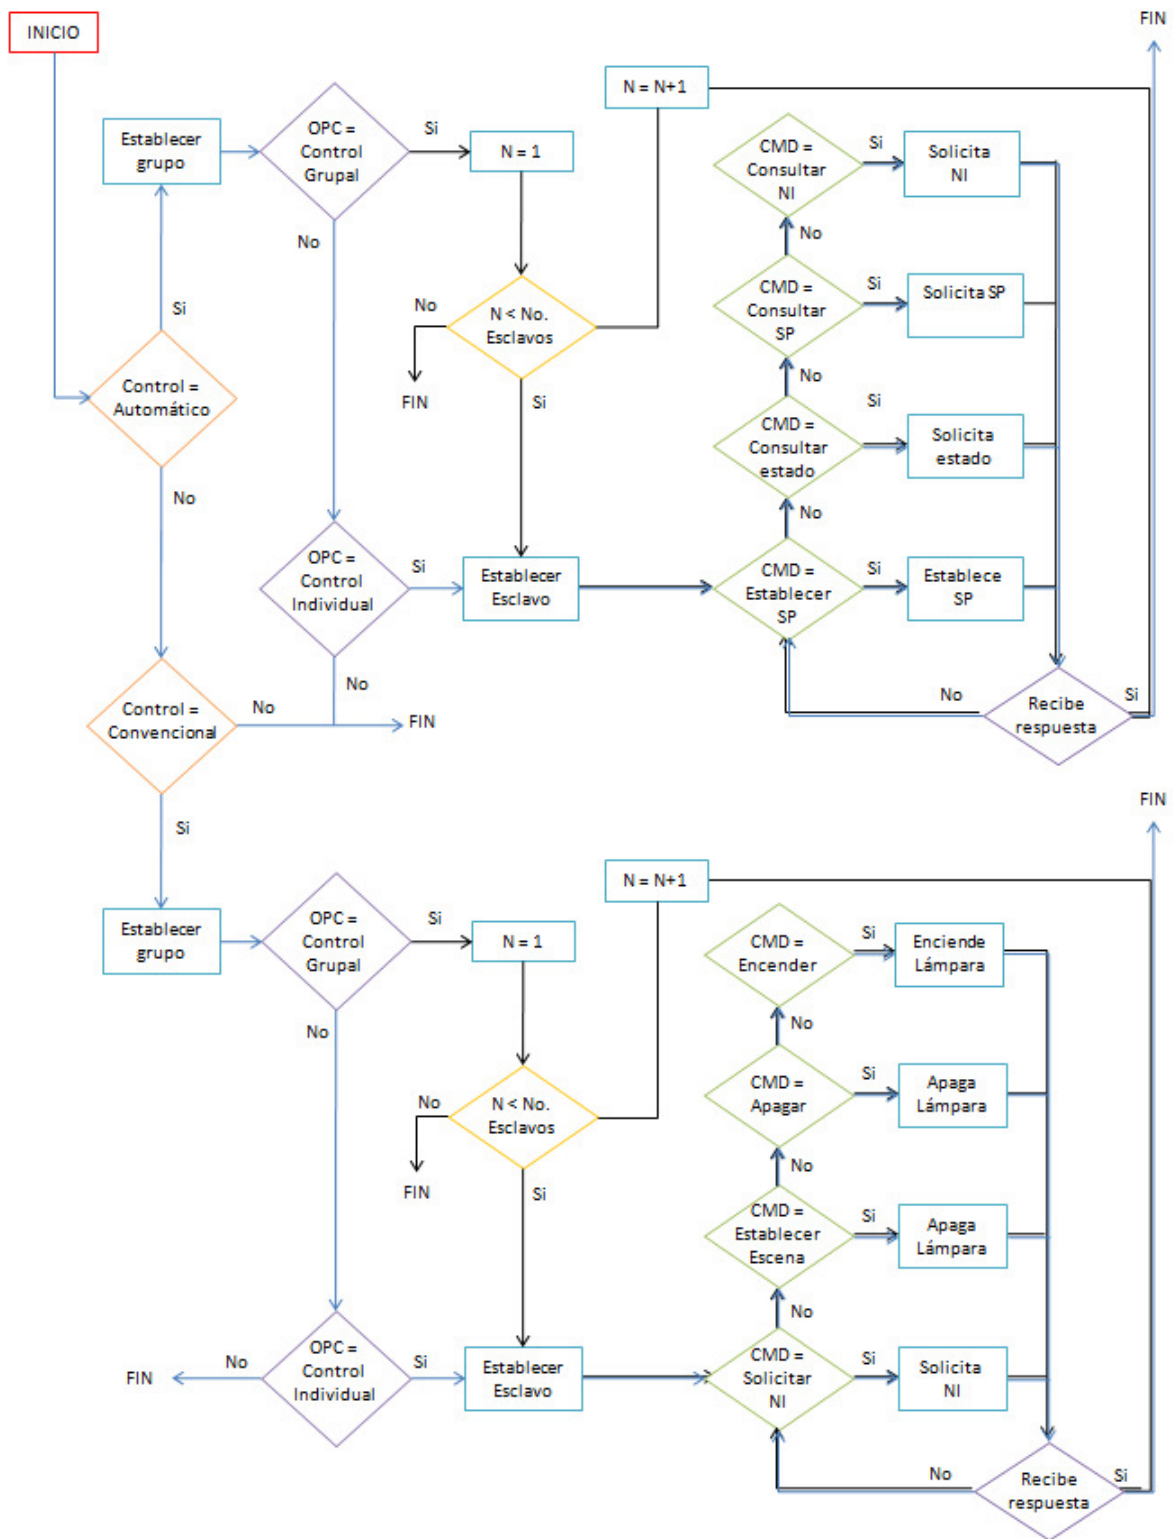 INICIO
FIN
N = N+1
Establecer
grupo
OPC =
Control
Grupal
Si
N = 1
CMD =
Consultar
NI
Si
Solicita
NI
No
No
Si
No
N < No.
Esclavos
CMD =
Consultar
SP
Si
Solicita SP
Control =
Automático
FIN
Si
No
CMD =
Consultar
estado
Si
Solicita
estado
No
No
OPC =
Control
Individual
Si
Establecer
Esclavo
CMD =
Establecer
SP
Si
Establece
SP
Control =
Convencional
No
No
FIN
No
Recibe
respuesta
Si
Si
FIN
N = N+1
Establecer
grupo
OPC =
Control
Grupal
Si
N = 1
CMD =
Encender
Si
Enciende
Lámpara
No
No
No
N < No.
Esclavos
CMD =
Apagar
Si
Apaga
Lámpara
FIN
Si
No
CMD =
Establecer
Escena
Si
Apaga
Lámpara
No
FIN
No
OPC =
Control
Individual
Si
Establecer
Esclavo
CMD =
Solicitar
NI
Si
Solicita
NI
No
Recibe
respuesta
Si